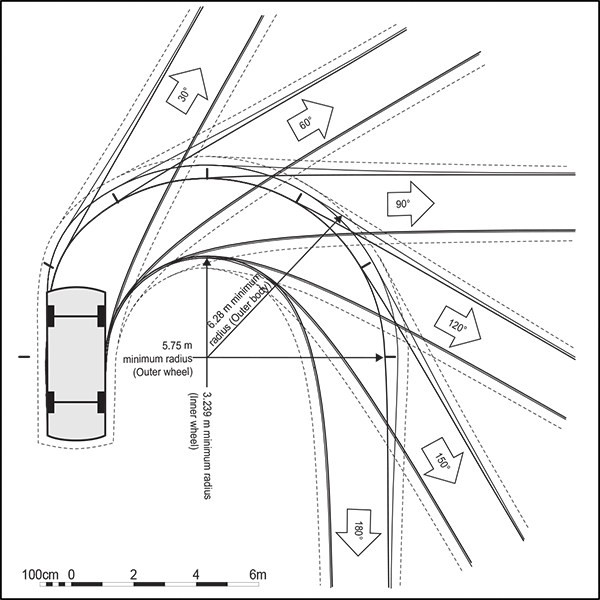 30°
60°
90°
6.28 m minimum
radius (Outer body)
120°
5.75 m
minimum radius
(Outer wheel)
3.239 m minimum radius
(Inner wheel)
150°
180°
100cm 0 2 4 6m